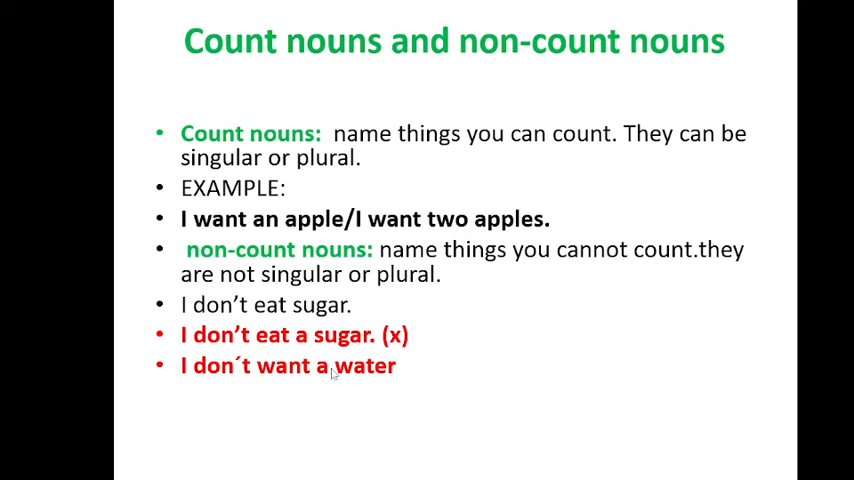 Count nouns and non-count nouns
• Count nouns: name things you can count. They can be
singular or plural.
• EXAMPLE:
• I want an apple/I want two apples.
• non-count nouns: name things you cannot count.they
are not singular or plural.
• I don’t eat sugar.
• I don’t eat a sugar. (x)
• I don´t want a water